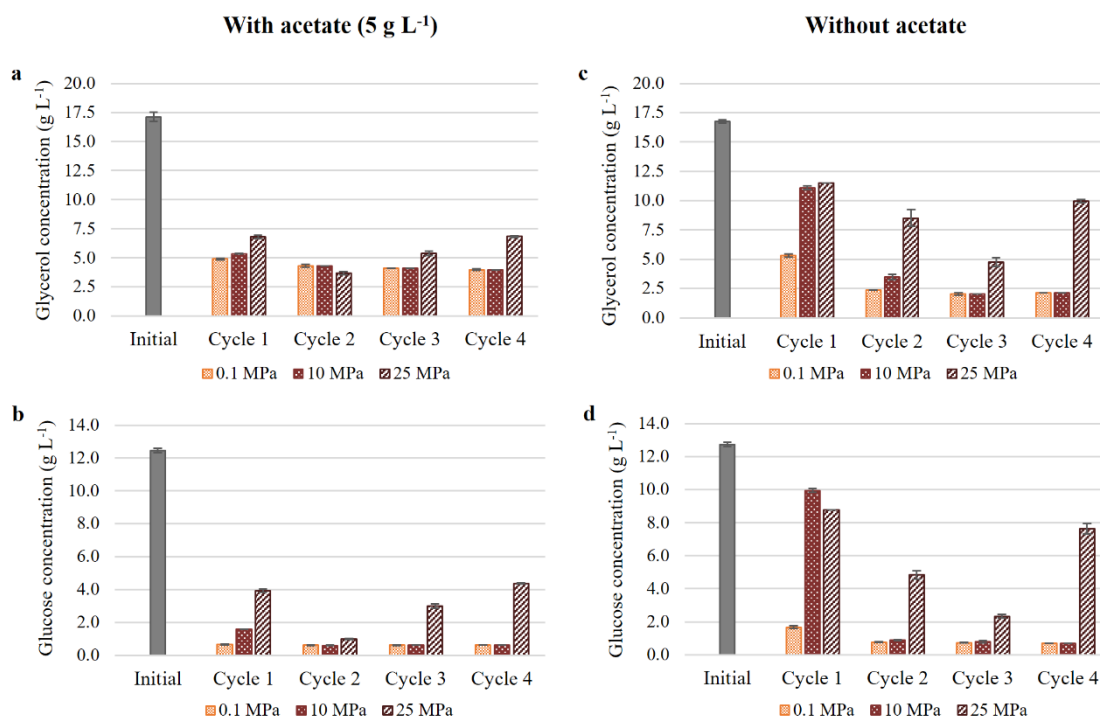 With acetate (5 g L-1)
Without acetate
a
Glycerol concentration (g L-1)
20.0
17.5
15.0
12.5
10.0
7.5
5.0
2.5
0.0
Initial Cycle 1 Cycle 2 Cycle 3 Cycle 4
0.1 MPa 10 MPa 25 MPa
c
Glycerol concentration (g L-1)
20.0
17.5
15.0
12.5
10.0
7.5
5.0
2.5
0.0
Initial Cycle 1 Cycle 2 Cycle 3 Cycle 4
0.1 MPa 10 MPa 25 MPa
b
Glucose concentration (g L-1)
14.0
12.0
10.0
8.0
6.0
4.0
2.0
0.0
Initial Cycle 1 Cycle 2 Cycle 3 Cycle 4
0.1 MPa 10 MPa 25 MPa
d
Glucose concentration (g L-1)
14.0
12.0
10.0
8.0
6.0
4.0
2.0
0.0
Initial Cycle 1 Cycle 2 Cycle 3 Cycle 4
0.1 MPa 10 MPa 25 MPa